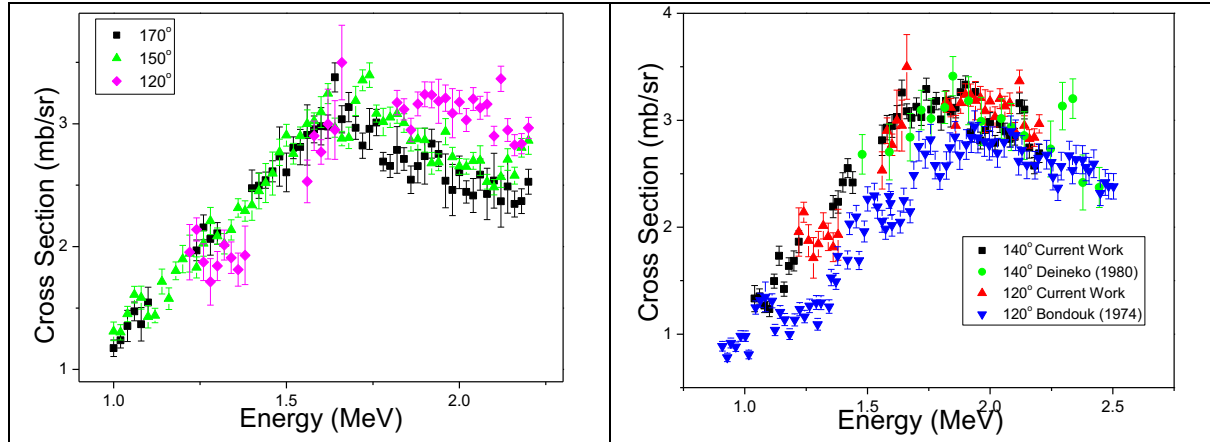 170°
150°
120°
3
2
1
1.0
1.5
2.0
Cross Section (mb/sr)
Energy (MeV)
4
3
2
1
1.0
1.5
2.0
2.5
Cross Section (mb/sr)
Energy (MeV)
140° Current Work
140° Deineko (1980)
120° Current Work
120° Bondouk (1974)